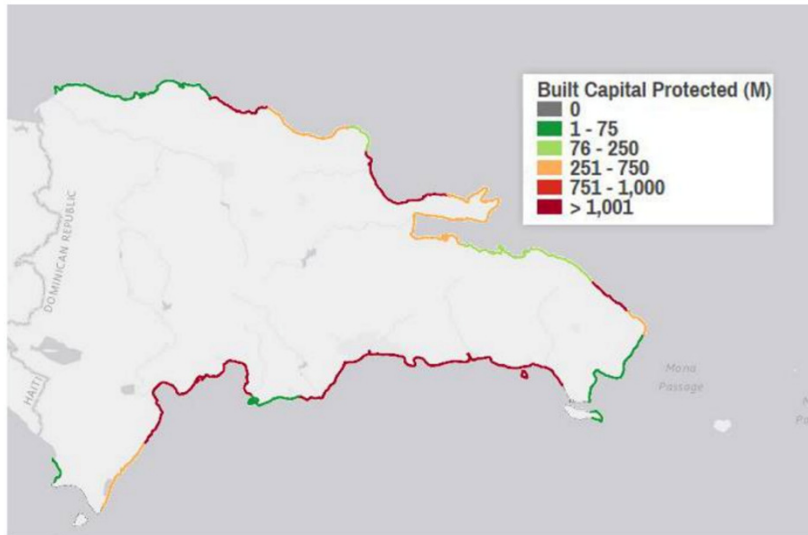 Built Capital Protected (M)
0
1 - 75
76 - 250
251 - 750
751 - 1,000
> 1,001
DOMINICAN REPUBLIC
HAITI
Mona
Passage